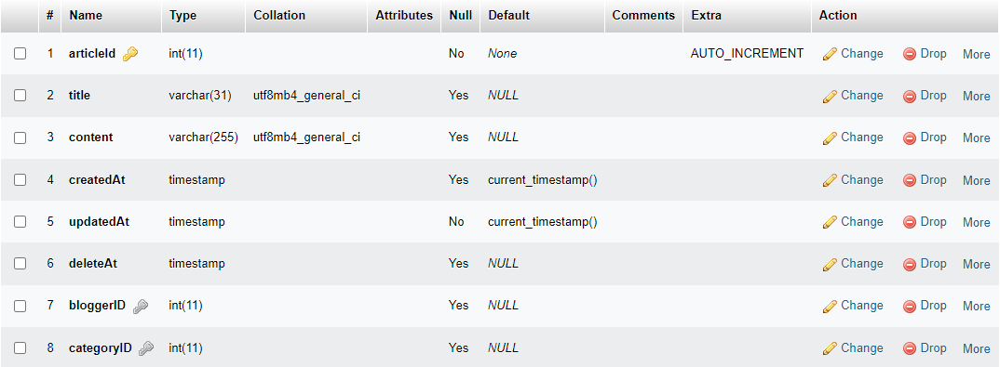 # Name Type Collation Attributes Null Default Comments Extra Action
1 articleId int(11) No None AUTO_INCREMENT Change Drop More
2 title varchar(31) utf8mb4_general_ci Yes NULL Change Drop More
3 content varchar(255) utf8mb4_general_ci Yes NULL Change Drop More
4 createdAt timestamp Yes current_timestamp() Change Drop More
5 updatedAt timestamp No current_timestamp() Change Drop More
6 deleteAt timestamp Yes NULL Change Drop More
7 bloggerID int(11) Yes NULL Change Drop More
8 categoryID int(11) Yes NULL Change Drop More